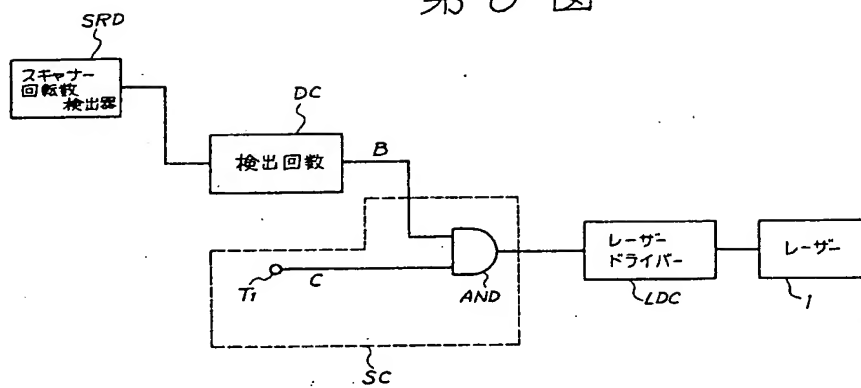 第 図
SRD
スキャナー
回転数
検出器
DC
検出回数
B
T1
C
AND
SC
レーザー
ドライバー
LDC
レーザー
1